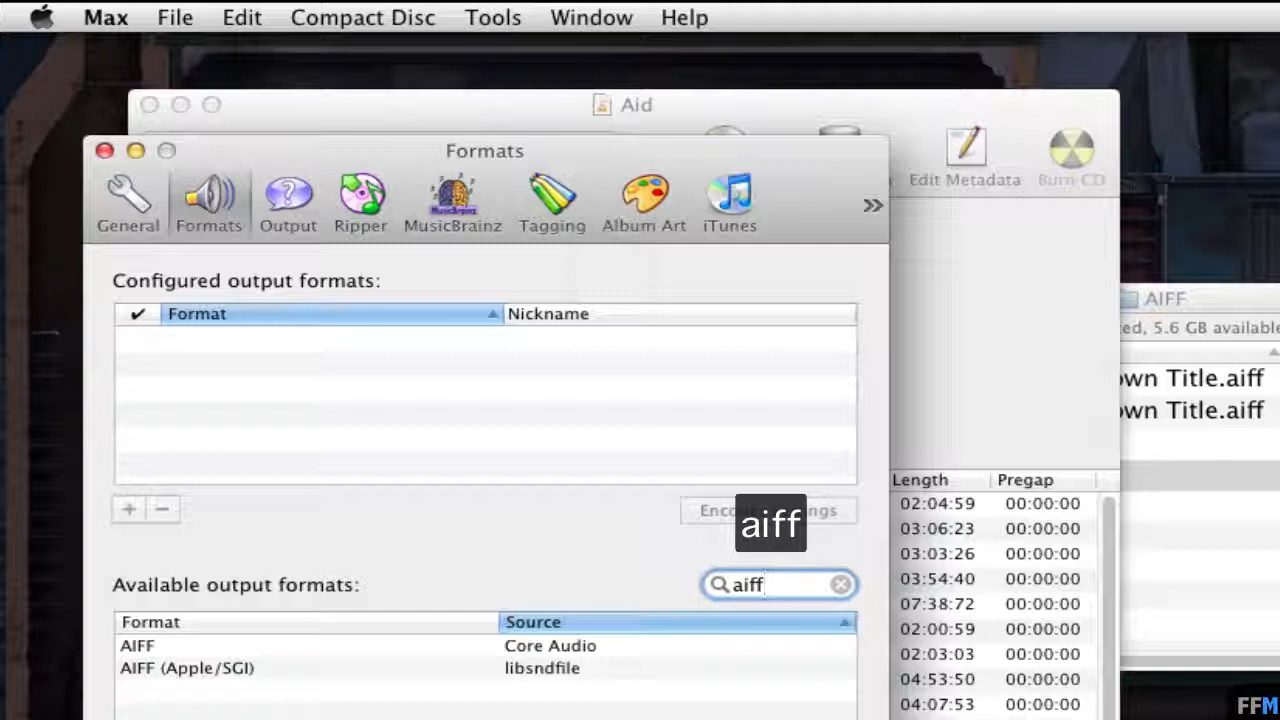 Max File Edit Compact Disc Tools Window Help
Aid
Formats
Edit Metadata Burn CD
General Formats Output Ripper MusicBrainz Tagging Album Art iTunes »
MusicBrainz
Configured output formats:
✔ Format Nickname
AIFF
5.6 GB available
Title.aiff
Title.aiff
+ −
aiff
Available output formats: aiff
Format Source
AIFF Core Audio
AIFF (Apple/SGI) libsndfile
Length Pregap
02:04:59 00:00:00
03:06:23 00:00:00
03:03:26 00:00:00
03:54:40 00:00:00
07:38:72 00:00:00
02:00:59 00:00:00
02:03:03 00:00:00
04:53:50 00:00:00
04:07:53 00:00:00
FFM